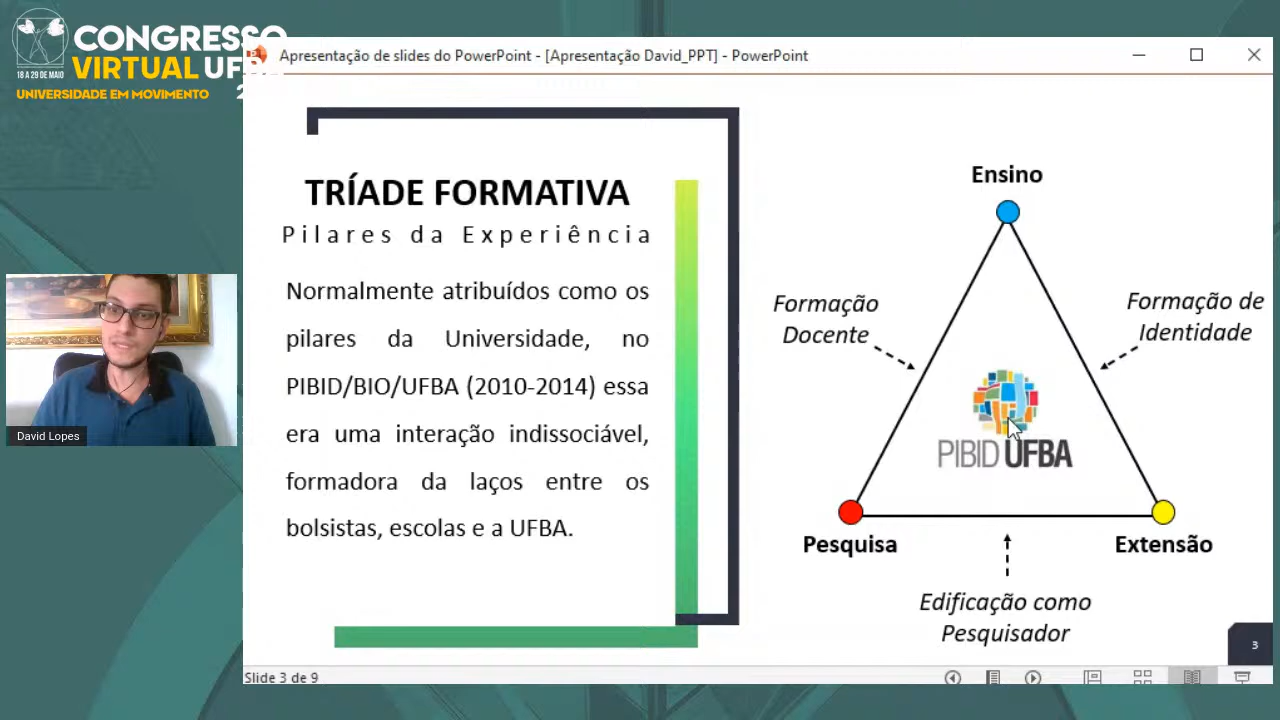 CONGRESSO
VIRTUAL UFBA
18 A 29 DE MAIO
UNIVERSIDADE EM MOVIMENTO
Apresentação de slides do PowerPoint - [Apresentação David_PPT] - PowerPoint
TRÍADE FORMATIVA
Pilares da Experiência
Normalmente atribuídos como os
pilares da Universidade, no
PIBID/BIO/UFBA (2010-2014) essa
era uma interação indissociável,
formadora da laços entre os
bolsistas, escolas e a UFBA.
Ensino
Formação
Docente
Formação de
Identidade
PIBID UFBA
Pesquisa
Extensão
Edificação como
Pesquisador
3
David Lopes
Slide 3 de 9